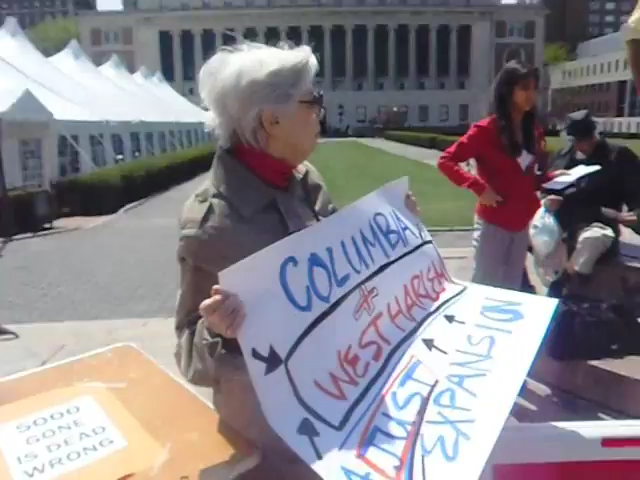 COLUMBIA
+
WEST HARLEM
A JUST
EXPANSION
5000
GONE
IS DEAD
WRONG